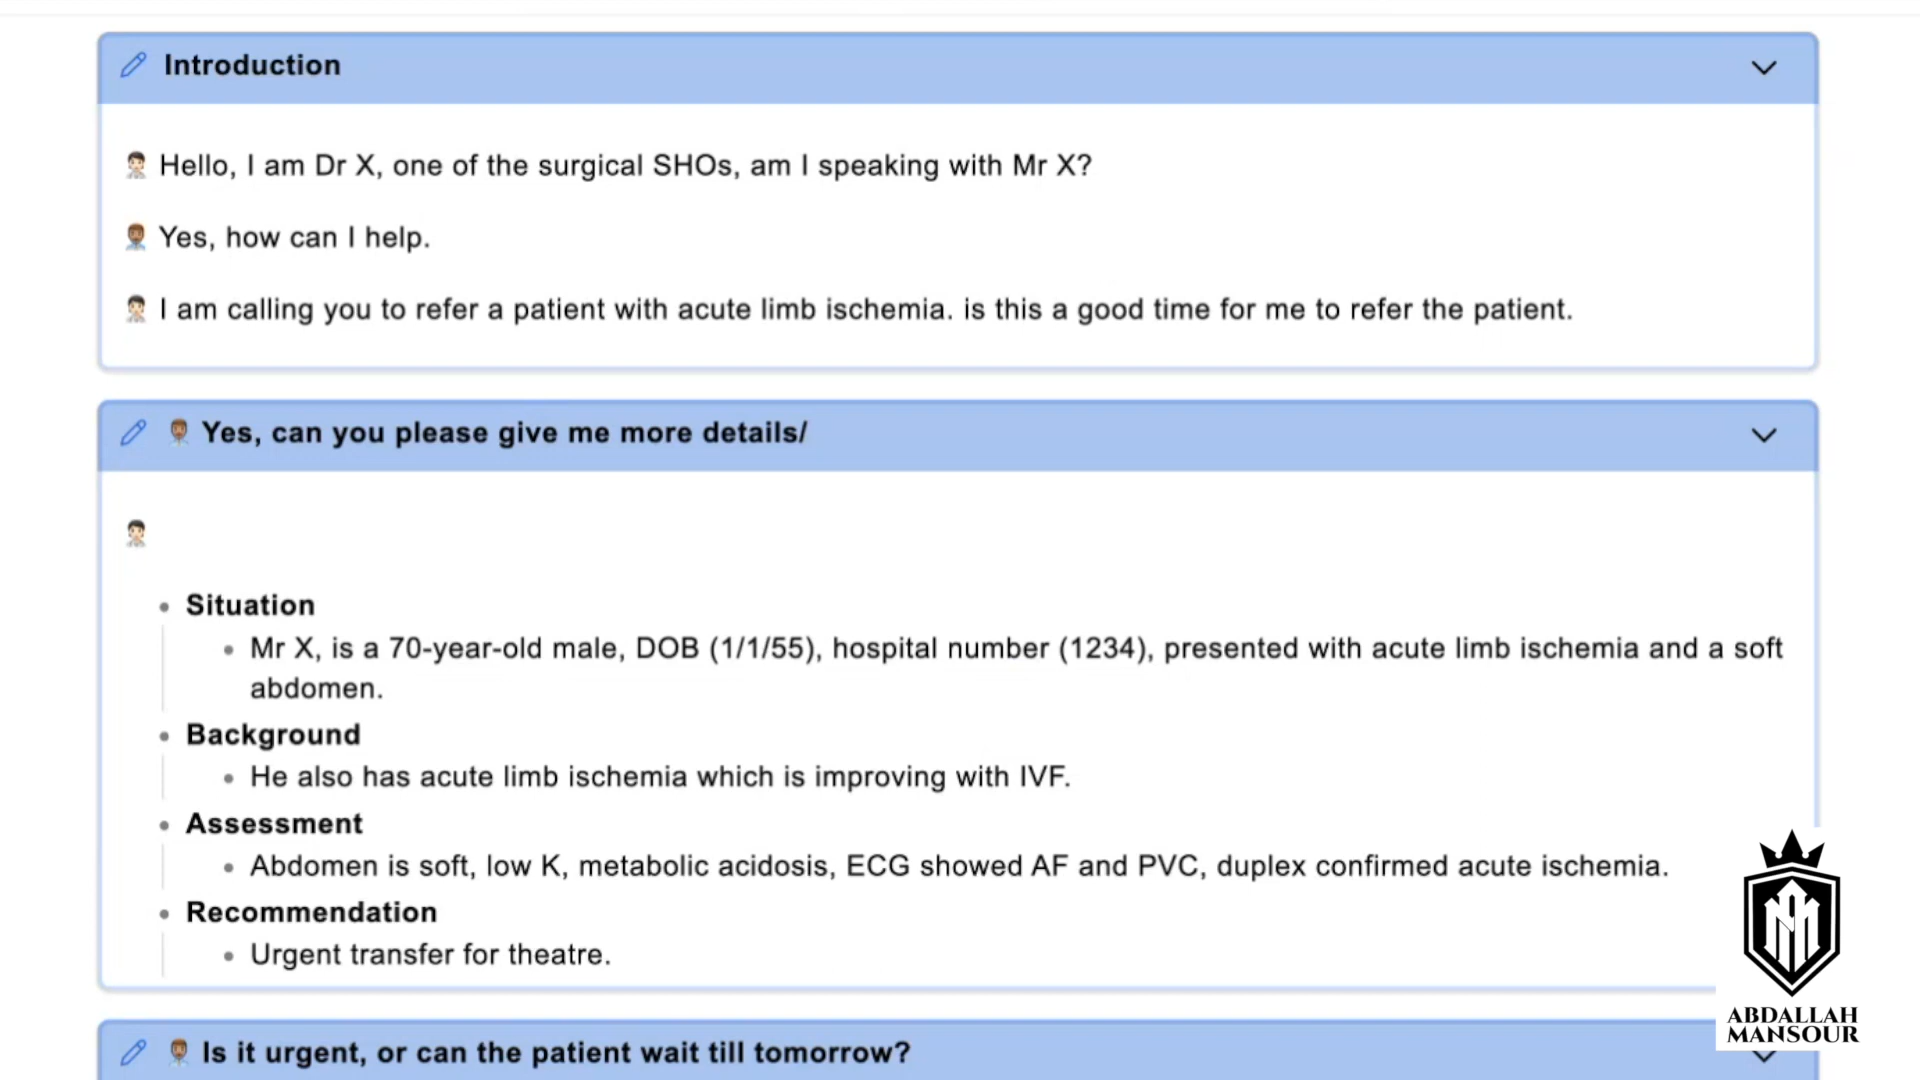 Introduction
Hello, I am Dr X, one of the surgical SHOs, am I speaking with Mr X?
Yes, how can I help.
I am calling you to refer a patient with acute limb ischemia. is this a good time for me to refer the patient.
Yes, can you please give me more details/
Situation
Mr X, is a 70-year-old male, DOB (1/1/55), hospital number (1234), presented with acute limb ischemia and a soft
abdomen.
Background
He also has acute limb ischemia which is improving with IVF.
Assessment
Abdomen is soft, low K, metabolic acidosis, ECG showed AF and PVC, duplex confirmed acute ischemia.
Recommendation
Urgent transfer for theatre.
Is it urgent, or can the patient wait till tomorrow?
ABDALLAH
MANSOUR